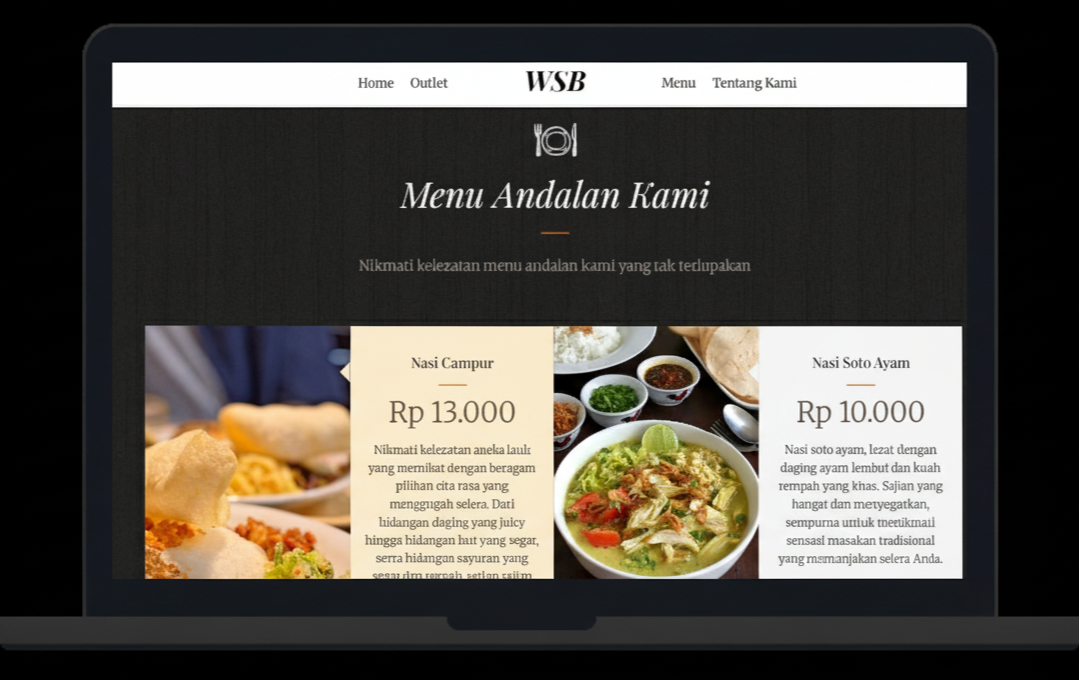 Home Outlet WSB Menu Tentang Kami
Menu Andalan Kami
Nikmati kelezatan menu andalan kami yang tak terlupakan
Nasi Campur
Rp 13.000
Nikmati kelezatan aneka lauk
yang memikat dengan beragam
pilihan cita rasa yang
menggugah selera. Dari
hidangan daging yang juicy
hingga hidangan hut yang segar,
serra hidangan sayuran yang
Nasi Soto Ayam
Rp 10.000
Nasi soto ayam, lezat dengan
daging ayam lembut dan kuah
rempah yang khas. Sajian yang
hangat dan menyegatkan,
sempurna untuk menikmati
sensasi masakan tradisional
yang memanjakan selera Anda.